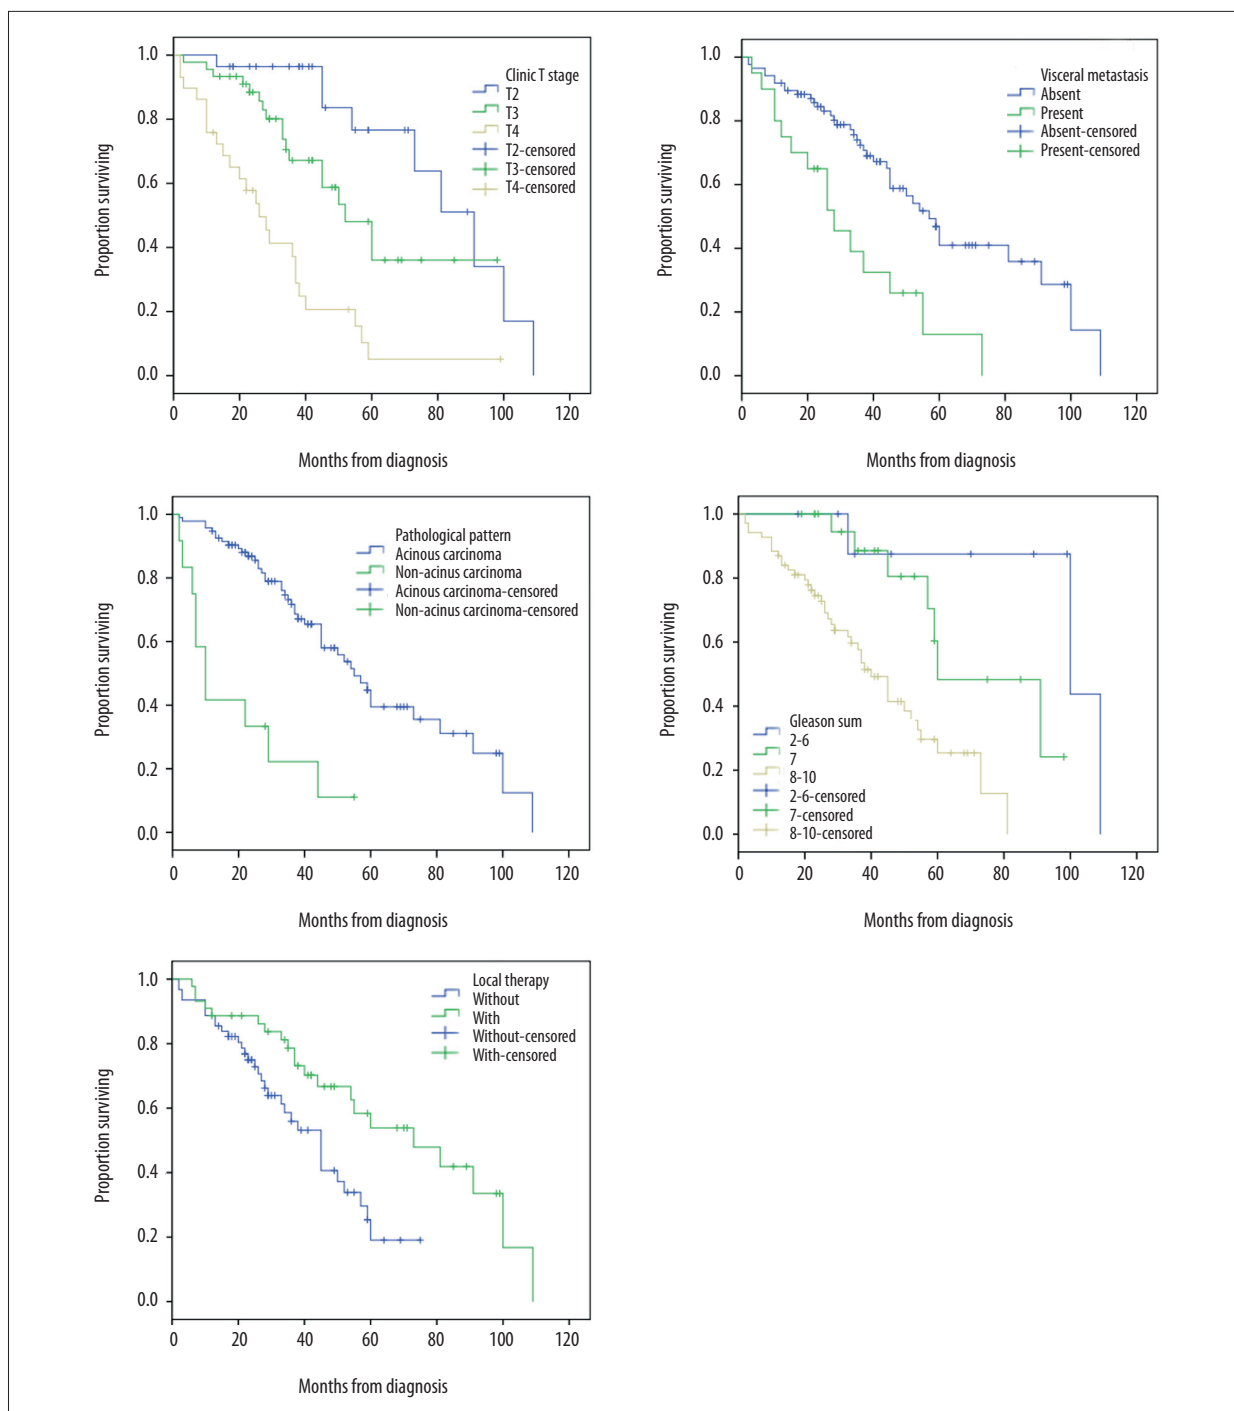 1.0
0.8
0.6
0.4
0.2
0.0
Proportion surviving
Clinic T stage
T2
T3
T4
T2-censored
T3-censored
T4-censored
0 20 40 60 80 100 120
Months from diagnosis
1.0
0.8
0.6
0.4
0.2
0.0
Proportion surviving
Visceral metastasis
Absent
Present
Absent-censored
Present-censored
0 20 40 60 80 100 120
Months from diagnosis
1.0
0.8
0.6
0.4
0.2
0.0
Proportion surviving
Pathological pattern
Acinous carcinoma
Non-acinus carcinoma
Acinous carcinoma-censored
Non-acinus carcinoma-censored
0 20 40 60 80 100 120
Months from diagnosis
1.0
0.8
0.6
0.4
0.2
0.0
Proportion surviving
Gleason sum
2-6
7
8-10
2-6-censored
7-censored
8-10-censored
0 20 40 60 80 100 120
Months from diagnosis
1.0
0.8
0.6
0.4
0.2
0.0
Proportion surviving
Local therapy
Without
With
Without-censored
With-censored
0 20 40 60 80 100 120
Months from diagnosis